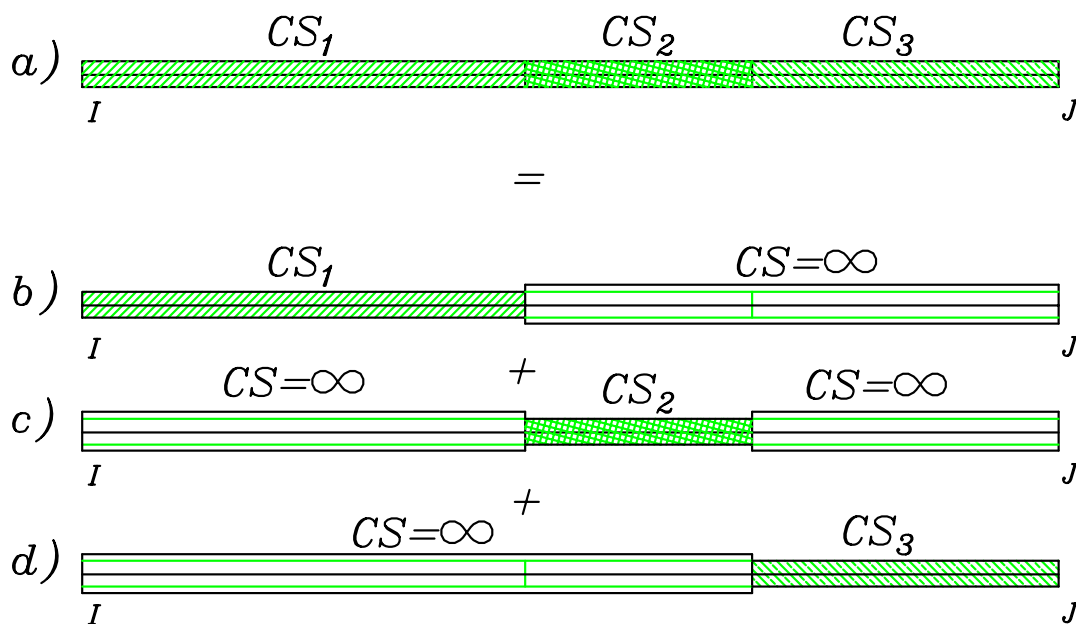 CS₁ CS₂ CS₃
a)
I J
=
CS₁ CS=∞
b)
I J
+
CS=∞ CS₂ CS=∞
c)
I J
+
CS=∞ CS₃
d)
I J